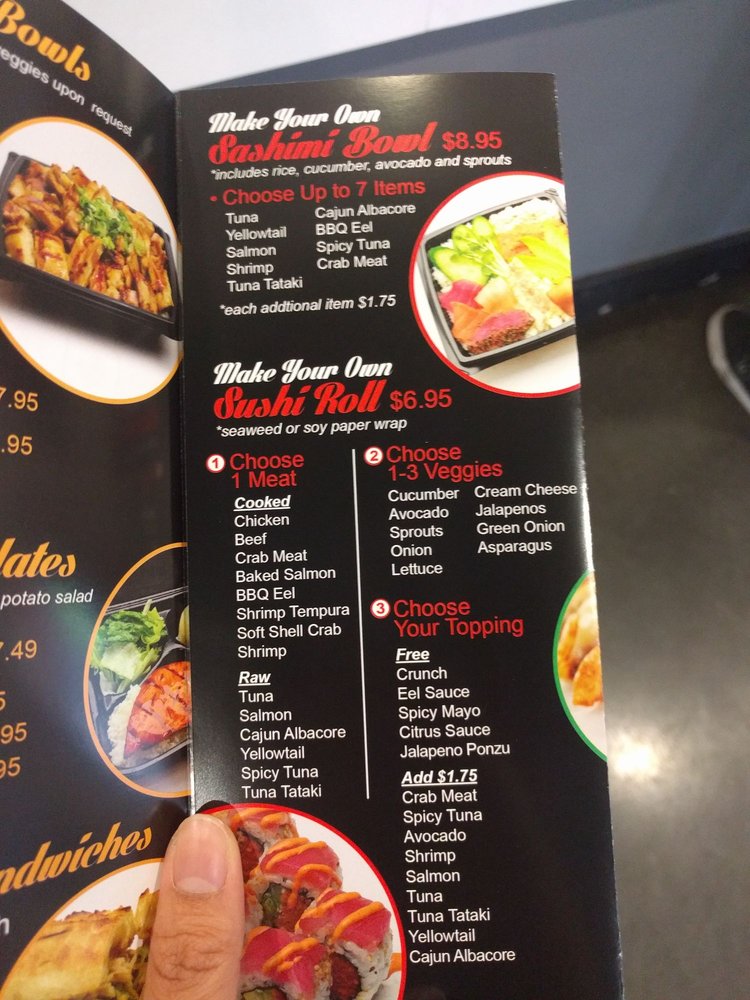 Bowls
veggies upon request
7.95
.95
lates
potato salad
7.49
5
95
95
ndwiches
h
Make Your Own
Sashimi Bowl $8.95
*includes rice, cucumber, avocado and sprouts
• Choose Up to 7 Items
Tuna
Yellowtail
Salmon
Shrimp
Tuna Tataki
Cajun Albacore
BBQ Eel
Spicy Tuna
Crab Meat
*each addtional item $1.75
Make Your Own
Sushi Roll $6.95
*seaweed or soy paper wrap
1 Choose
1 Meat
Cooked
Chicken
Beef
Crab Meat
Baked Salmon
BBQ Eel
Shrimp Tempura
Soft Shell Crab
Shrimp
Raw
Tuna
Salmon
Cajun Albacore
Yellowtail
Spicy Tuna
Tuna Tataki
2 Choose
1-3 Veggies
Cucumber
Avocado
Sprouts
Onion
Lettuce
Cream Cheese
Jalapenos
Green Onion
Asparagus
3 Choose
Your Topping
Free
Crunch
Eel Sauce
Spicy Mayo
Citrus Sauce
Jalapeno Ponzu
Add $1.75
Crab Meat
Spicy Tuna
Avocado
Shrimp
Salmon
Tuna
Tuna Tataki
Yellowtail
Cajun Albacore